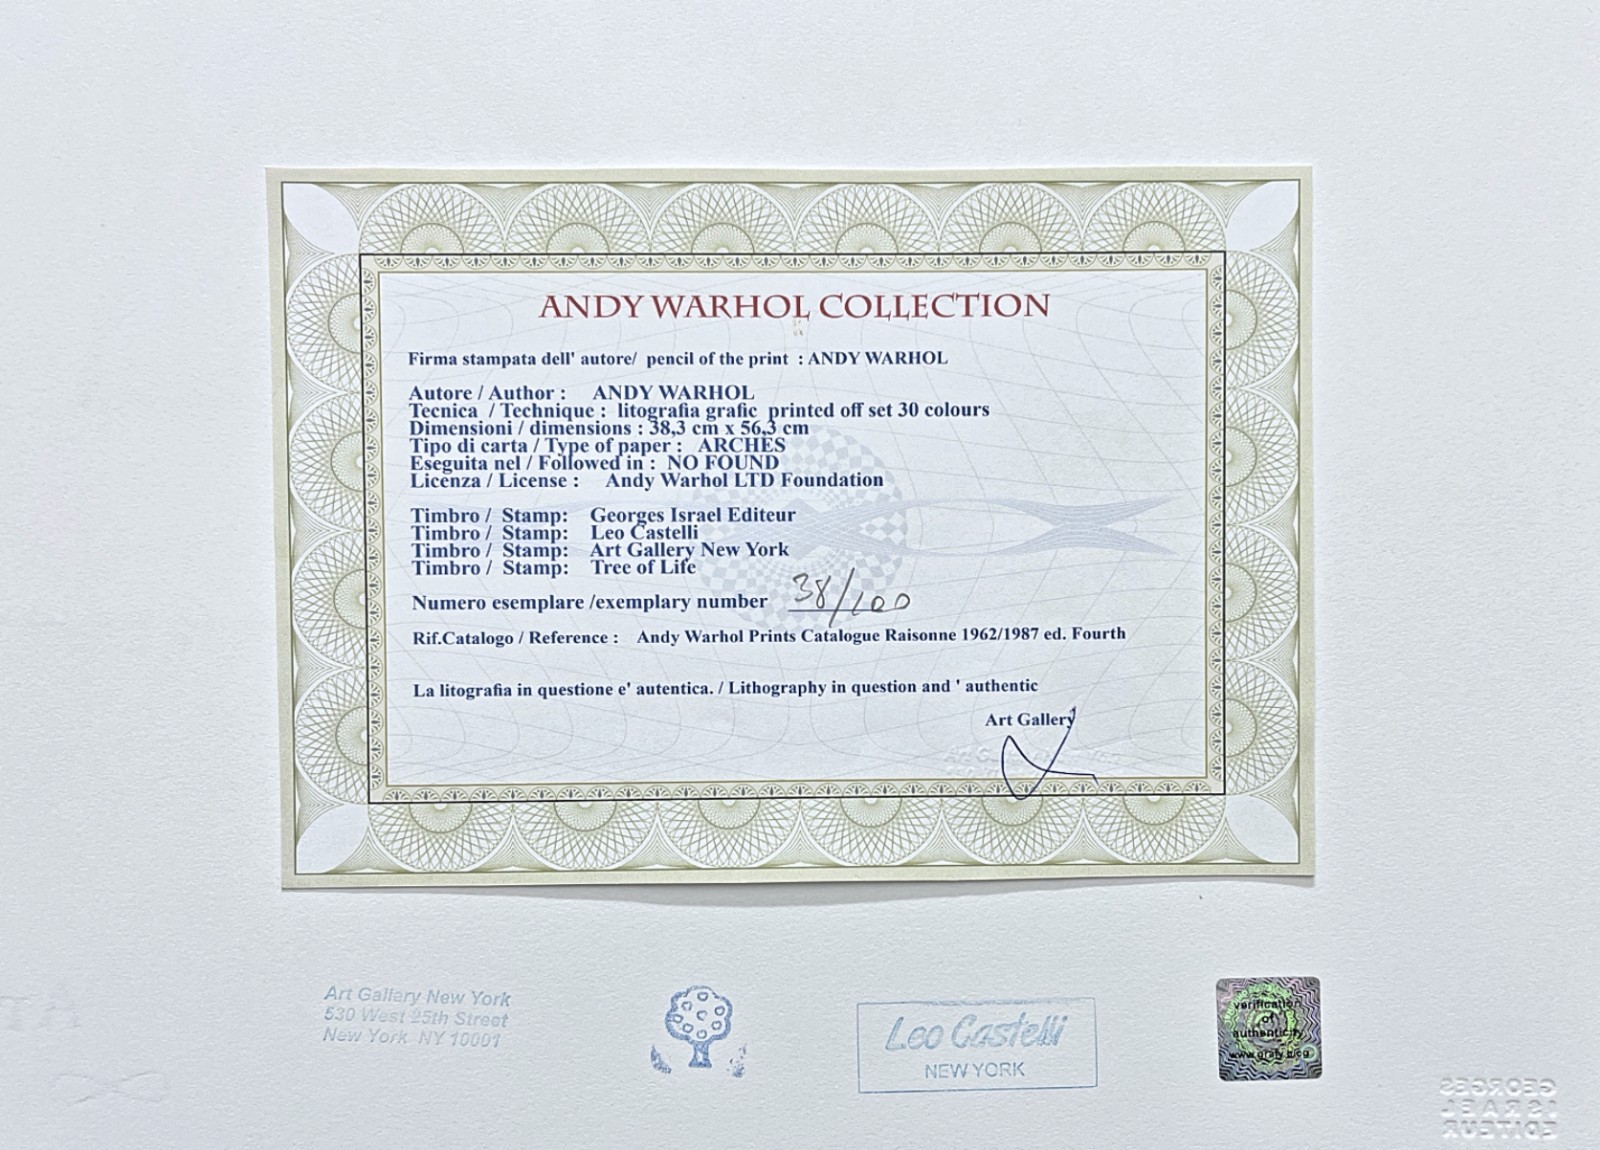 ANDY WARHOL COLLECTION
Firma stampata dell' autore/ pencil of the print : ANDY WARHOL
Autore / Author : ANDY WARHOL
Tecnica / Technique : litografia grafic printed off set 30 colours
Dimensioni / dimensions : 38,3 cm x 56,3 cm
Tipo di carta / Type of paper : ARCHES
Eseguita nel / Followed in : NO FOUND
Licenza / License : Andy Warhol LTD Foundation
Timbro / Stamp: Georges Israel Editeur
Timbro / Stamp: Leo Castelli
Timbro / Stamp: Art Gallery New York
Timbro / Stamp: Tree of Life
Numero esemplare /exemplary number 38/100
Rif.Catalogo / Reference : Andy Warhol Prints Catalogue Raisonne 1962/1987 ed. Fourth
La litografia in questione e' autentica. / Lithography in question and ' authentic
Art Gallery
Art Gallery New York
530 West 25th Street
New York NY 10001
Leo Castelli
NEW YORK
verification
of
authenticity
GEORGES
ISRAEL
EDITEUR